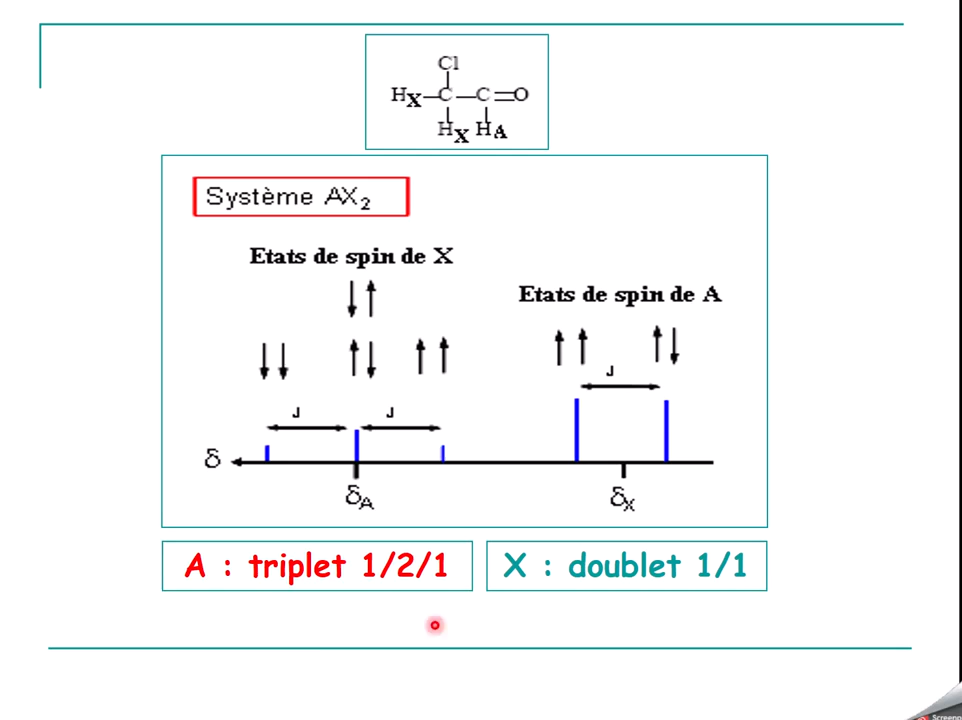 Cl
HX–C–C=O
HX HA
Système AX2
Etats de spin de X
Etats de spin de A
J
J
J
δ
δA
δX
A : triplet 1/2/1
X : doublet 1/1